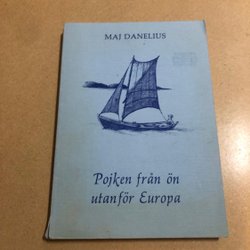 MAJ DANELIUS
Pojken från ön
utanför Europa